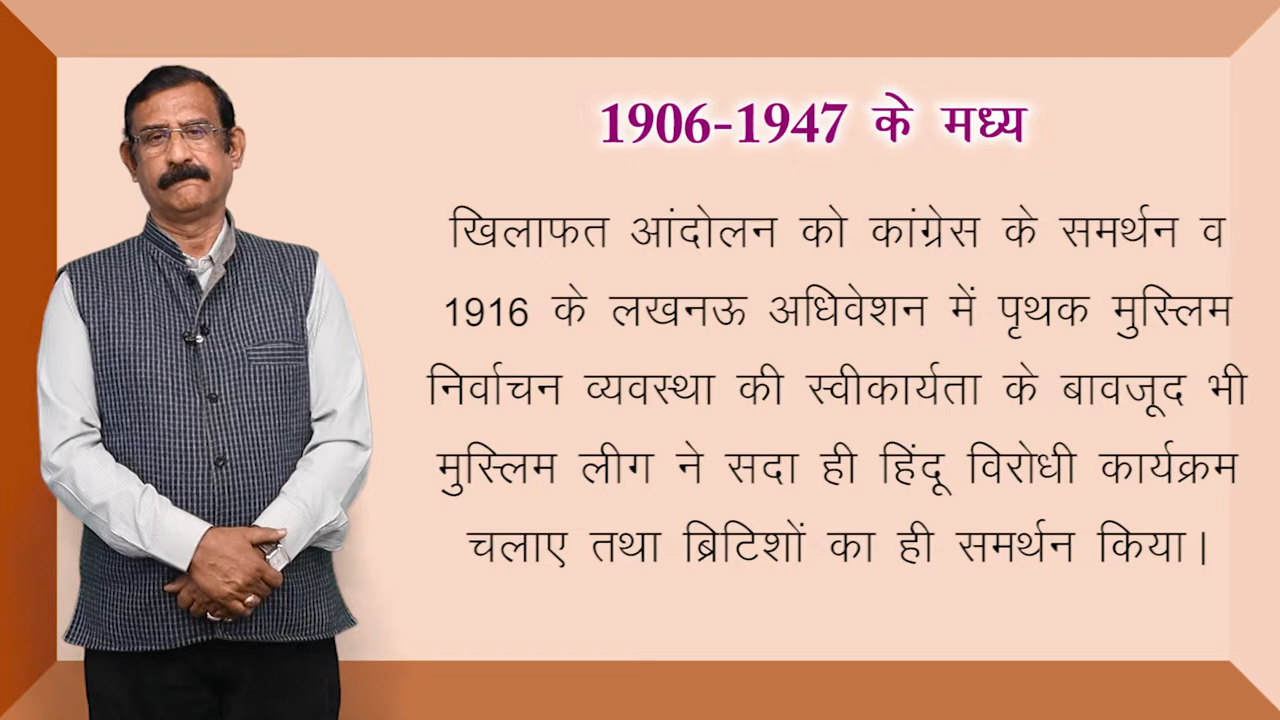 1906-1947 के मध्य
खिलाफत आंदोलन को कांग्रेस के समर्थन व
1916 के लखनऊ अधिवेशन में पृथक मुस्लिम
निर्वाचन व्यवस्था की स्वीकार्यता के बावजूद भी
मुस्लिम लीग ने सदा ही हिंदू विरोधी कार्यक्रम
चलाए तथा ब्रिटिशों का ही समर्थन किया।